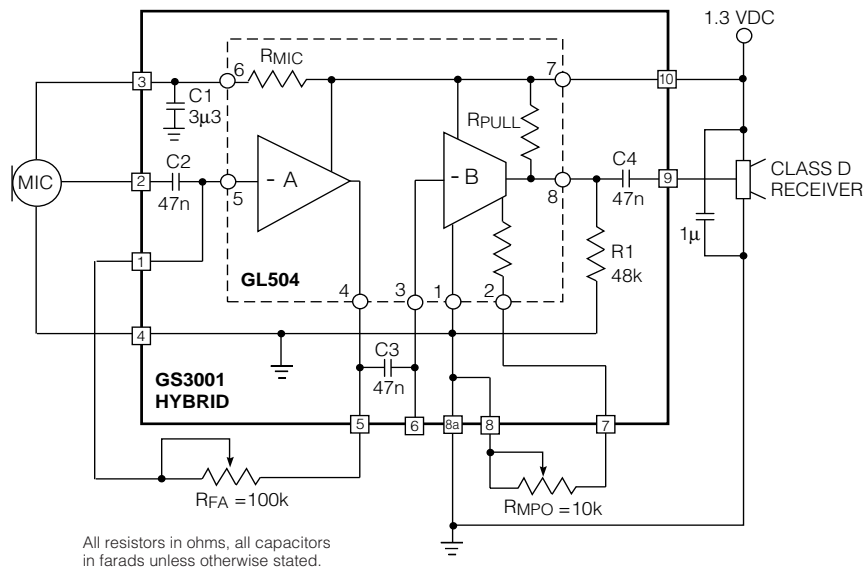 1.3 VDC
3
C1
3µ3
6
RMIC
7
10
RPULL
MIC
2
C2
47n
5
- A
- B
8
C4
47n
9
CLASS D
RECEIVER
1µ
1
R1
48k
GL504
4
3
1
2
4
GS3001
HYBRID
C3
47n
5
6
8a
8
7
RFA =100k
RMPO =10k
All resistors in ohms, all capacitors
in farads unless otherwise stated.